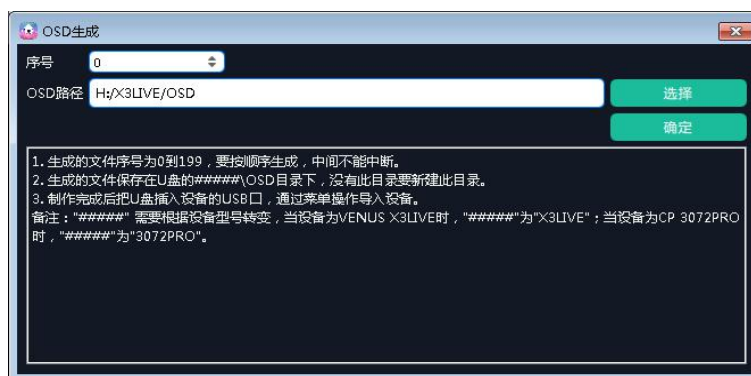 OSD生成
序号 0
OSD路径 H:/X3LIVE/OSD 选择
确定
1. 生成的文件序号为0到199，要按顺序生成，中间不能中断。
2. 生成的文件保存在U盘的#####\OSD目录下，没有此目录要新建此目录。
3. 制作完成后把U盘插入设备的USB口，通过菜单操作导入设备。
备注："#####" 需要根据设备型号转变，当设备为VENUS X3LIVE时，"#####"为"X3LIVE"；当设备为CP 3072PRO
时，"#####"为"3072PRO"。